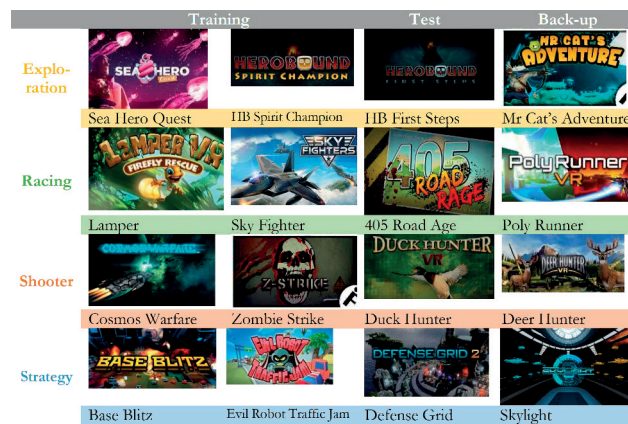 Training Test Back-up
Explo-
ration
SEA HERO
QUEST
HEROBOUND
SPIRIT CHAMPION
HEROBOUND
FIRST STEPS
MR CAT'S
ADVENTURE
Sea Hero Quest HB Spirit Champion HB First Steps Mr Cat's Adventure
Racing
LAMPER VR
FIREFLY RESCUE
SKY
FIGHTERS
405
ROAD
RAGE
POLYRUNNER
VR
Lamper Sky Fighter 405 Road Age Poly Runner
Shooter
Z-STRIKE
DUCK HUNTER
VR
DEER HUNTER
VR
Cosmos Warfare Zombie Strike Duck Hunter Deer Hunter
Strategy
BASE BLITZ
EVIL ROBOT
TRAFFIC JAM
DEFENSE GRID 2
SKYLIGHT
Base Blitz Evil Robot Traffic Jam Defense Grid Skylight